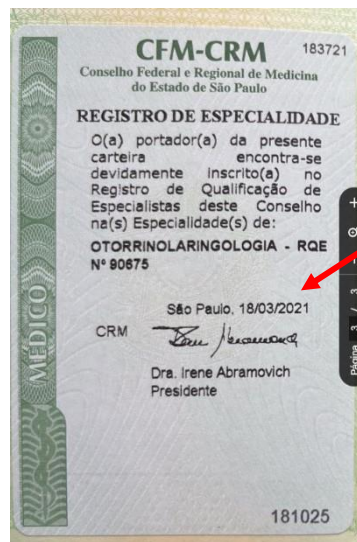 CFM-CRM
183721
Conselho Federal e Regional de Medicina
do Estado de São Paulo
REGISTRO DE ESPECIALIDADE
O(a) portador(a) da presente
carteira encontra-se
devidamente inscrito(a) no
Registro de Qualificação de
Especialistas deste Conselho
na(s) Especialidade(s) de:
OTORRINOLARINGOLOGIA - RQE
Nº 90675
São Paulo, 18/03/2021
CRM
Dra. Irene Abramovich
Presidente
MÉDICO
181025
Página 3 / 3